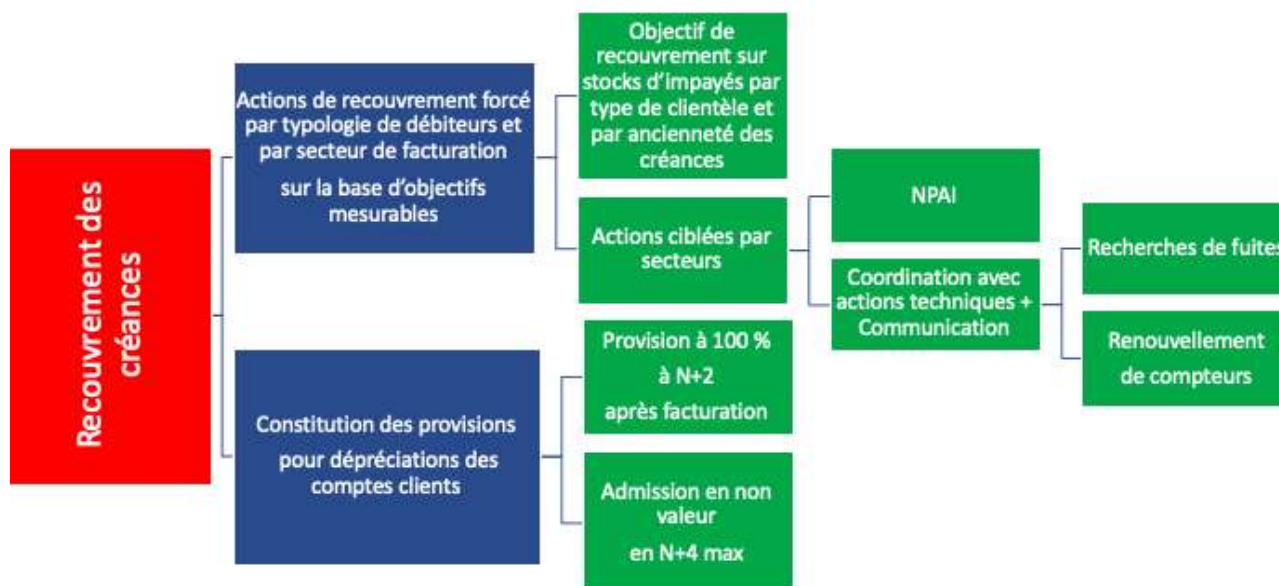 Recouvrement des
créances
Actions de recouvrement forcé
par typologie de débiteurs et
par secteur de facturation
sur la base d'objectifs
mesurables
Objectif de
recouvrement sur
stocks d'impayés par
type de clientèle et
par ancienneté des
créances
Actions ciblées par
secteurs
NPAI
Coordination avec
actions techniques +
Communication
Recherches de fuites
Renouvellement
de compteurs
Constitution des provisions
pour dépréciations des
comptes clients
Provision à 100 %
à N+2
après facturation
Admission en non
valeur
en N+4 max